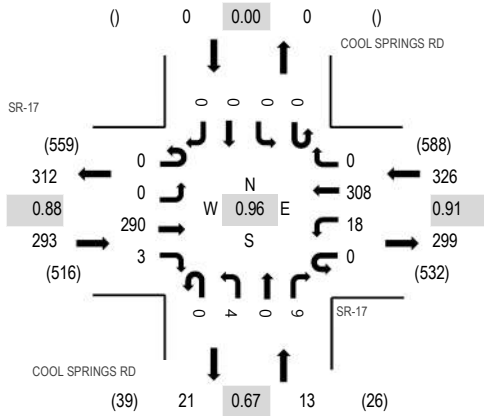 () 0 0.00 0 ()
COOL SPRINGS RD
SR-17
0 0 0 0
(559) (588)
312 0 0 326
0.88 0 N 308 0.91
W 0.96 E
293 290 S 18 299
3 0
(516) (532)
0 4 0 9
SR-17
COOL SPRINGS RD
(39) 21 0.67 13 (26)